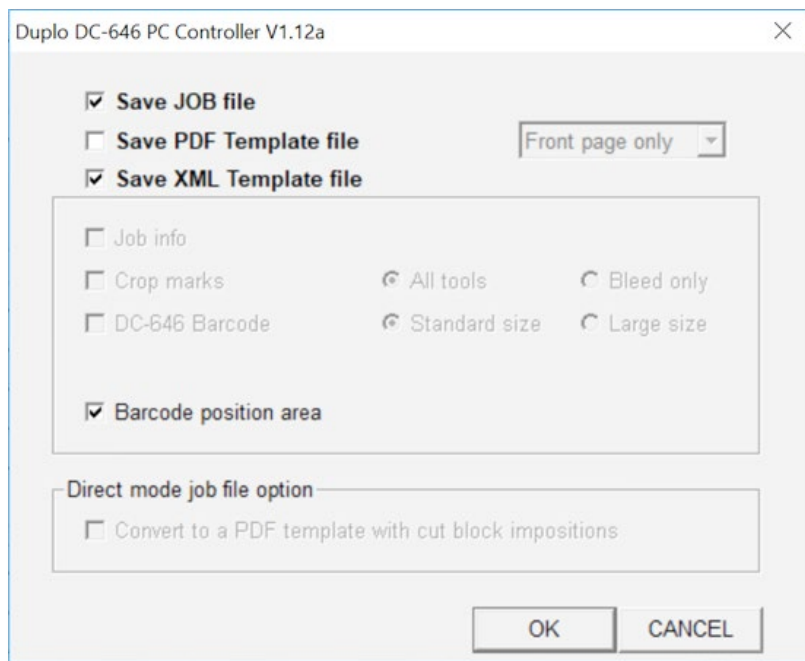 Duplo DC-646 PC Controller V1.12a
Save JOB file
Save PDF Template file Front page only
Save XML Template file
Job info
Crop marks All tools Bleed only
DC-646 Barcode Standard size Large size
Barcode position area
Direct mode job file option
Convert to a PDF template with cut block impositions
OK CANCEL